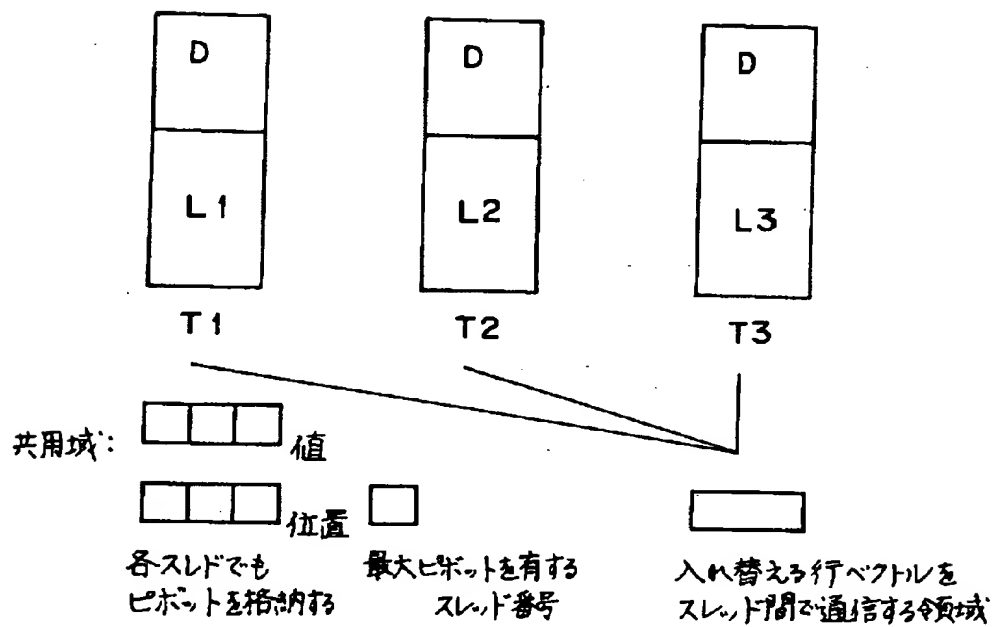 D
D
D
L1
L2
L3
T1
T2
T3
共用域:
値
位置
各スレドでも
ピボットを格納する
最大ピボットを有する
スレッド番号
入れ替える行ベクトルを
スレッド間で通信する領域